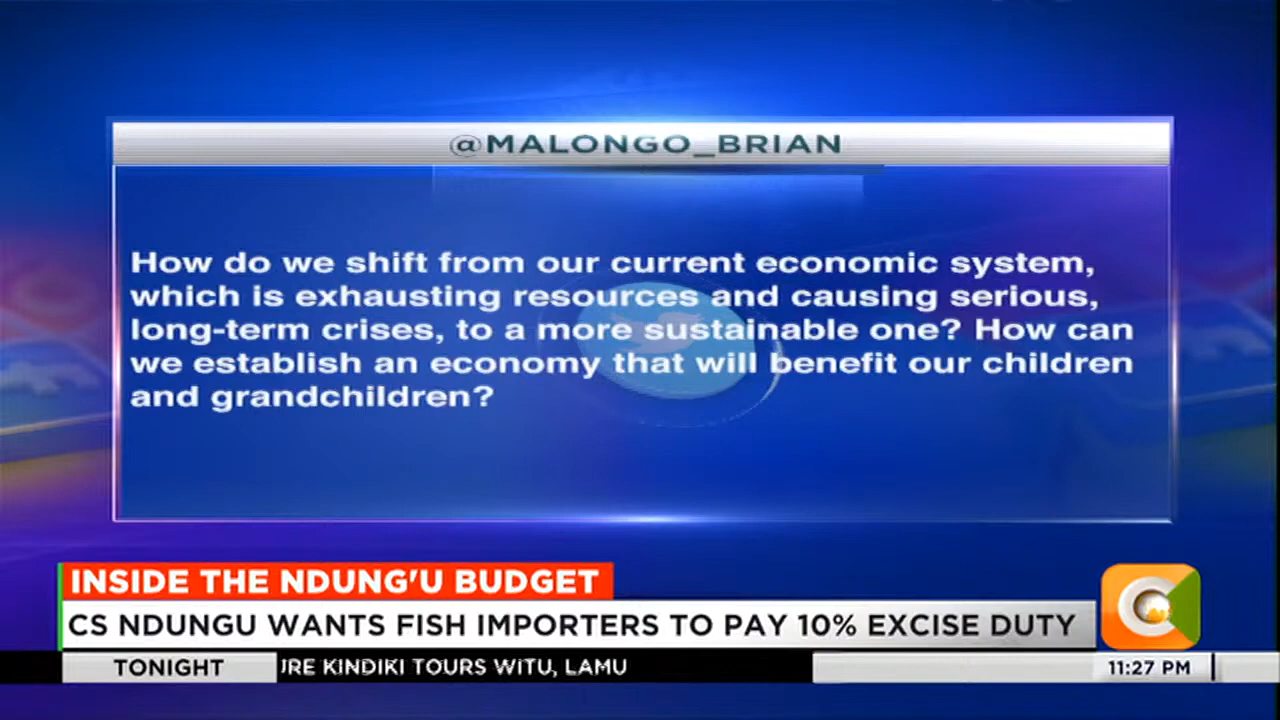 @MALONGO_BRIAN
How do we shift from our current economic system,
which is exhausting resources and causing serious,
long-term crises, to a more sustainable one? How can
we establish an economy that will benefit our children
and grandchildren?
INSIDE THE NDUNG'U BUDGET
CS NDUNGU WANTS FISH IMPORTERS TO PAY 10% EXCISE DUTY
TONIGHT
KINDIKI TOURS WITU, LAMU
11:27 PM